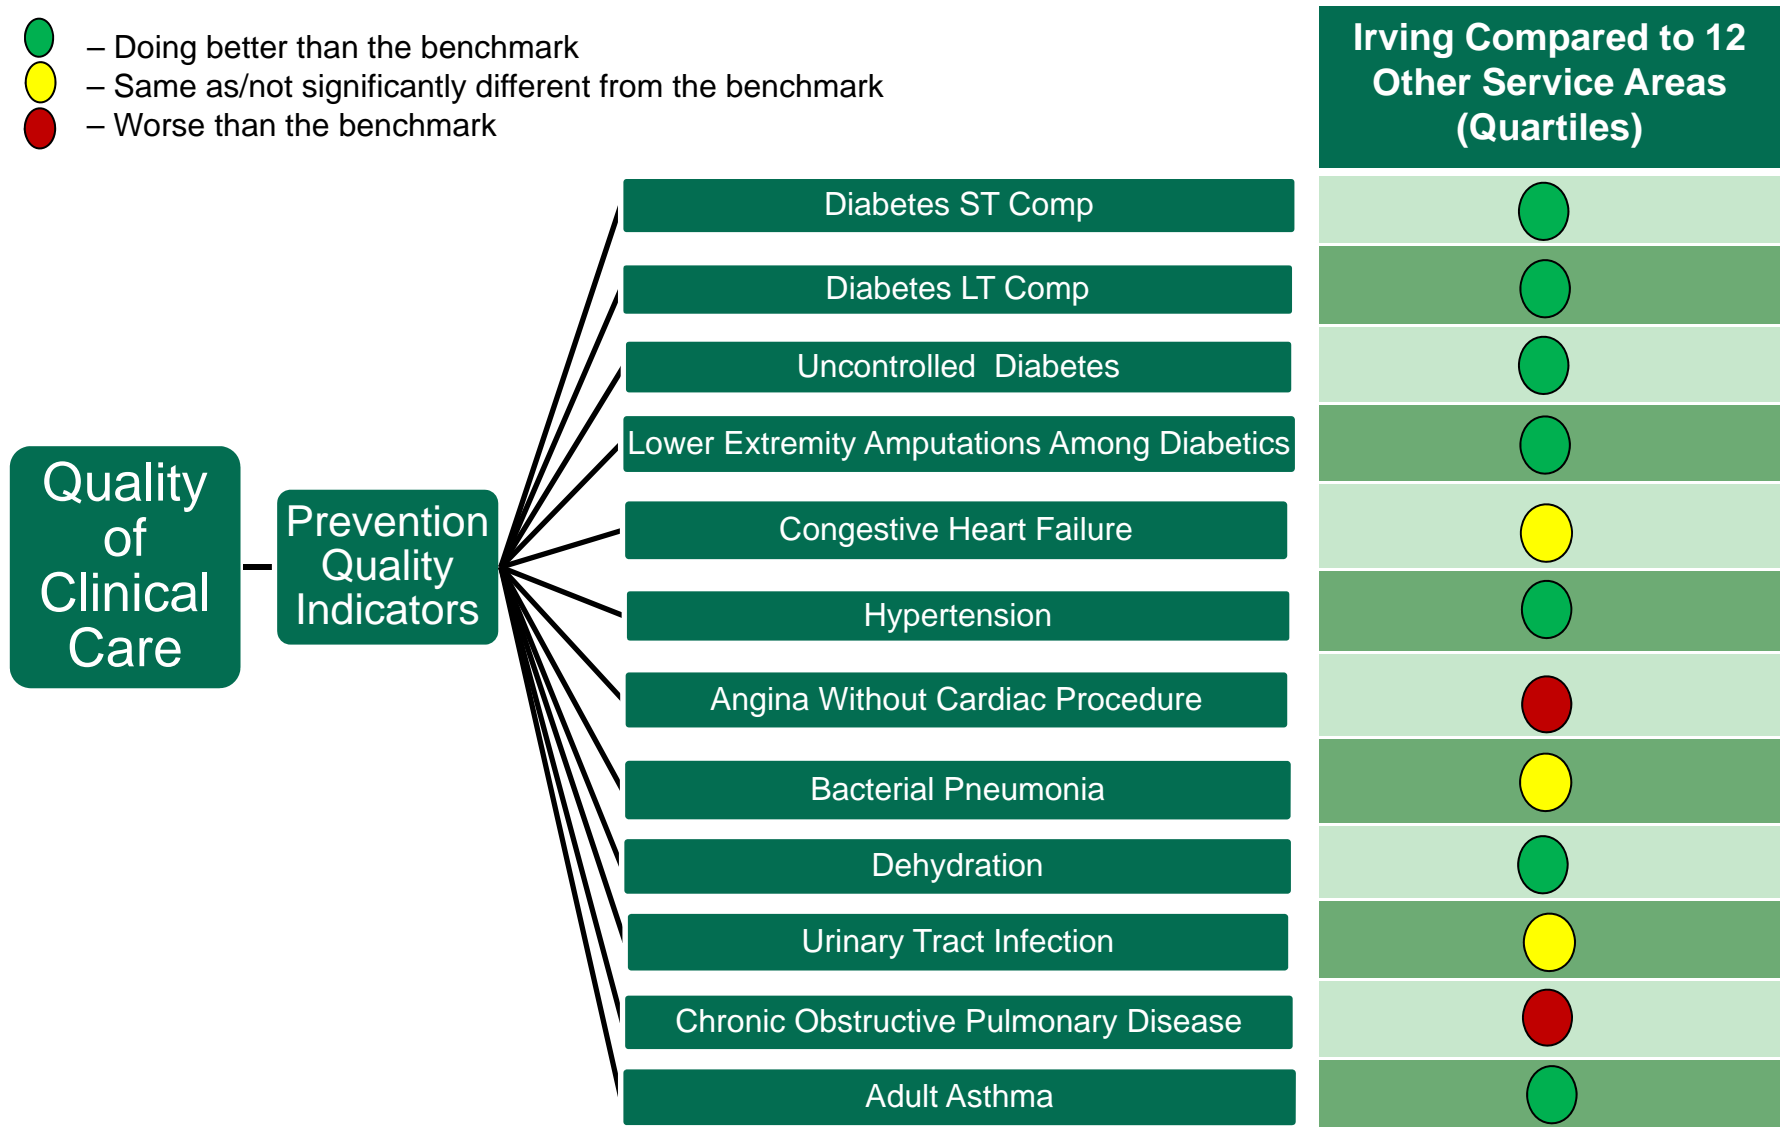 – Doing better than the benchmark
– Same as/not significantly different from the benchmark
– Worse than the benchmark
Irving Compared to 12
Other Service Areas
(Quartiles)
Quality
of
Clinical
Care
Prevention
Quality
Indicators
Diabetes ST Comp
Diabetes LT Comp
Uncontrolled  Diabetes
Lower Extremity Amputations Among Diabetics
Congestive Heart Failure
Hypertension
Angina Without Cardiac Procedure
Bacterial Pneumonia
Dehydration
Urinary Tract Infection
Chronic Obstructive Pulmonary Disease
Adult Asthma